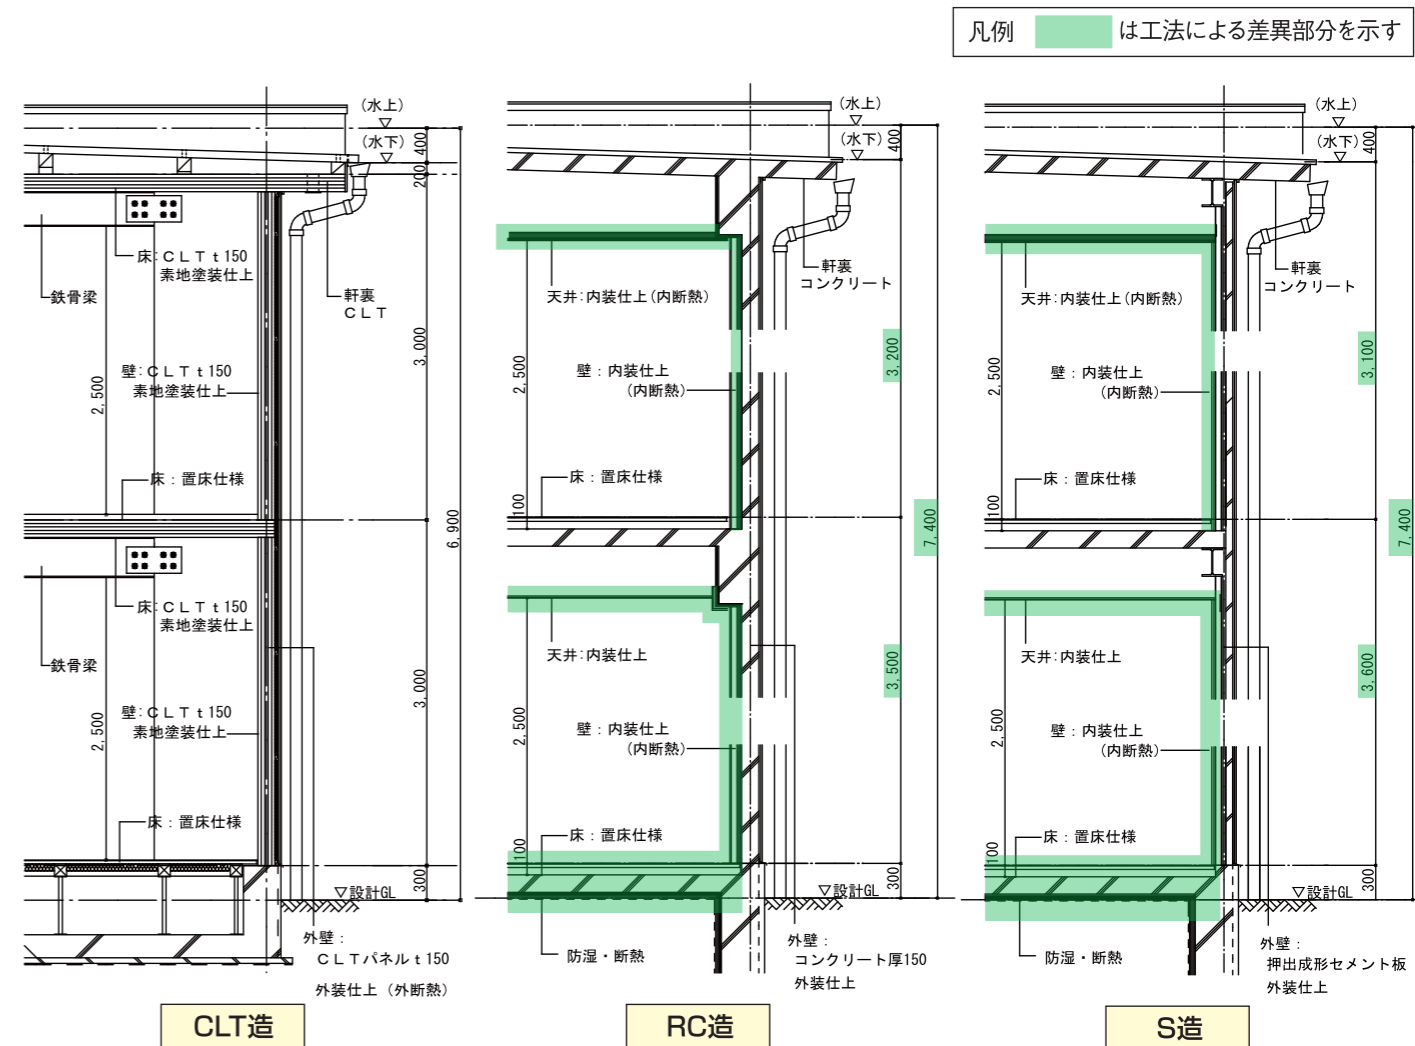 凡例 は工法による差異部分を示す
(水上)
(水下)
400
200
床:CLT t150
素地塗装仕上
鉄骨梁
軒裏
CLT
3,000
壁:CLT t150
素地塗装仕上
2,500
床:置床仕様
6,900
床:CLT t150
素地塗装仕上
鉄骨梁
3,000
壁:CLT t150
素地塗装仕上
2,500
床:置床仕様
300
▽設計GL
外壁:
CLTパネルt150
外装仕上(外断熱)
CLT造
(水上)
(水下)
400
軒裏
コンクリート
天井:内装仕上(内断熱)
3,200
2,500
壁:内装仕上
(内断熱)
床:置床仕様
100
7,400
天井:内装仕上
3,500
2,500
壁:内装仕上
(内断熱)
床:置床仕様
100
300
▽設計GL
防湿・断熱
外壁:
コンクリート厚150
外装仕上
RC造
(水上)
(水下)
400
軒裏
コンクリート
天井:内装仕上(内断熱)
3,100
2,500
壁:内装仕上
(内断熱)
床:置床仕様
100
7,400
天井:内装仕上
3,600
2,500
壁:内装仕上
(内断熱)
床:置床仕様
100
300
▽設計GL
防湿・断熱
外壁:
押出成形セメント板
外装仕上
S造